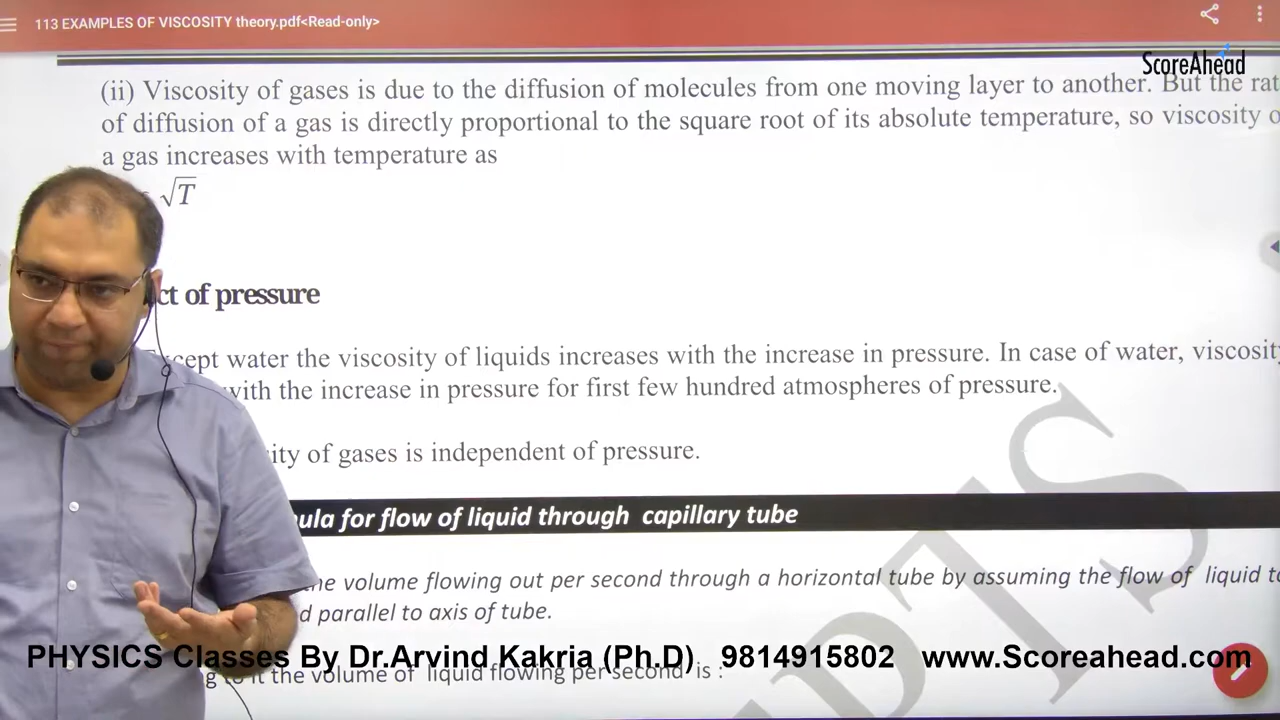 113 EXAMPLES OF VISCOSITY theory.pdf<Read-only>
ScoreAhead
(ii) Viscosity of gases is due to the diffusion of molecules from one moving layer to another. But the rat
of diffusion of a gas is directly proportional to the square root of its absolute temperature, so viscosity o
a gas increases with temperature as
√T
ct of pressure
xcept water the viscosity of liquids increases with the increase in pressure. In case of water, viscosity
with the increase in pressure for first few hundred atmospheres of pressure.
ity of gases is independent of pressure.
ula for flow of liquid through capillary tube
he volume flowing out per second through a horizontal tube by assuming the flow of liquid to
d parallel to axis of tube.
PHYSICS Classes By Dr.Arvind Kakria (Ph.D) 9814915802 www.Scoreahead.com
g to it the volume of liquid flowing per second is :
PTS